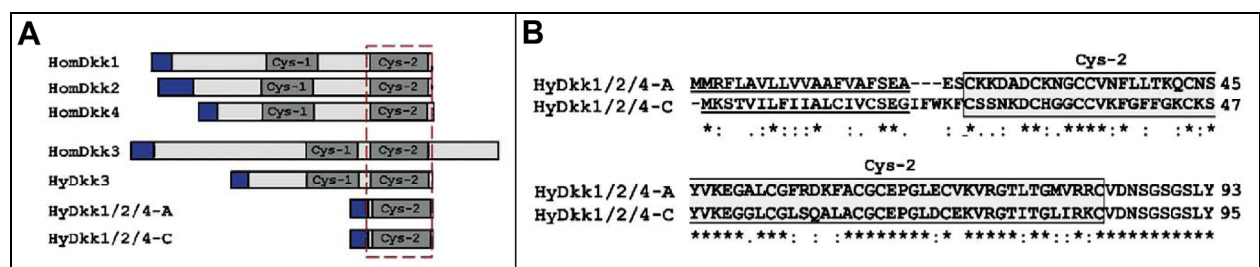 A
HomDkk1 Cys-1 Cys-2
HomDkk2 Cys-1 Cys-2
HomDkk4 Cys-1 Cys-2
HomDkk3 Cys-1 Cys-2
HyDkk3 Cys-1 Cys-2
HyDkk1/2/4-A Cys-2
HyDkk1/2/4-C Cys-2
B
Cys-2
HyDkk1/2/4-A MMRFLAVLLVVAAFVAFSEA---ESCKKDADCKNGCCVNFLLTKQCNS 45
HyDkk1/2/4-C -MKSTVILFIIALCIVCSEGIFWKFCSSNKDCHGGCCVKFGFFGKCKS 47
*: .:*:::* :. **. :*..: **:.****:* : :*:*
Cys-2
HyDkk1/2/4-A YVKEGALCGFRDKFACGCEPGLECVKVRGTLTGMVRRCVDNSGSGSLY 93
HyDkk1/2/4-C YVKEGGLCGLSQALACGCEPGLDCEKVRGTITGLIRKCVDNSGSGSLY 95
*****.***: : :********:* *****:**::*:***********